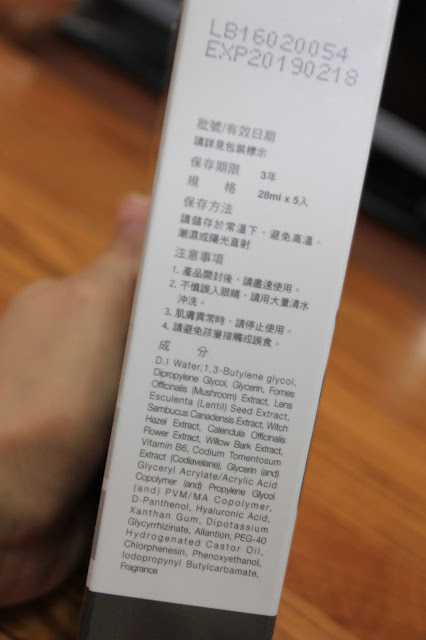 LB16020054
EXP20190218
批號/有效日期
請詳見包裝標示
保存期限 3年
規 格 28ml x 5入
保存方法
請儲存於常溫下，避免高溫。
潮濕或陽光直射
注意事項
1. 產品開封後，請盡速使用。
2. 不慎誤入眼睛，請用大量清水
沖洗。
3. 肌膚異常時，請停止使用。
4. 請避免孩童接觸或誤食。
成 分
D.I Water,1,3-Butylene glycol,
Dipropylene Glycol, Glycerin, Fomes
Officinalis (Mushroom) Extract, Lens
Esculenta (Lentil) Seed Extract,
Sambucus Canadensis Extract, Witch
Hazel Extract, Calendula Officinalis
Flower Extract, Willow Bark Extract,
Vitamin B6, Codium Tomentosum
Extract (Codiavelane), Glycerin (and)
Glyceryl Arcylate/Acrylic Acid
Copolymer (and) Propylene Glycol
(and) PVM/MA Copolymer,
D-Panthenol, Hyaluronic Acid,
Xanthan Gum, Dipotassium
Glycyrrhizinate, Allantion, PEG-40
Hydrogenated Castor Oil,
Chlorphenesin, Phenoxyethanol,
Iodopropynyl Butylcarbamate,
Fragrance